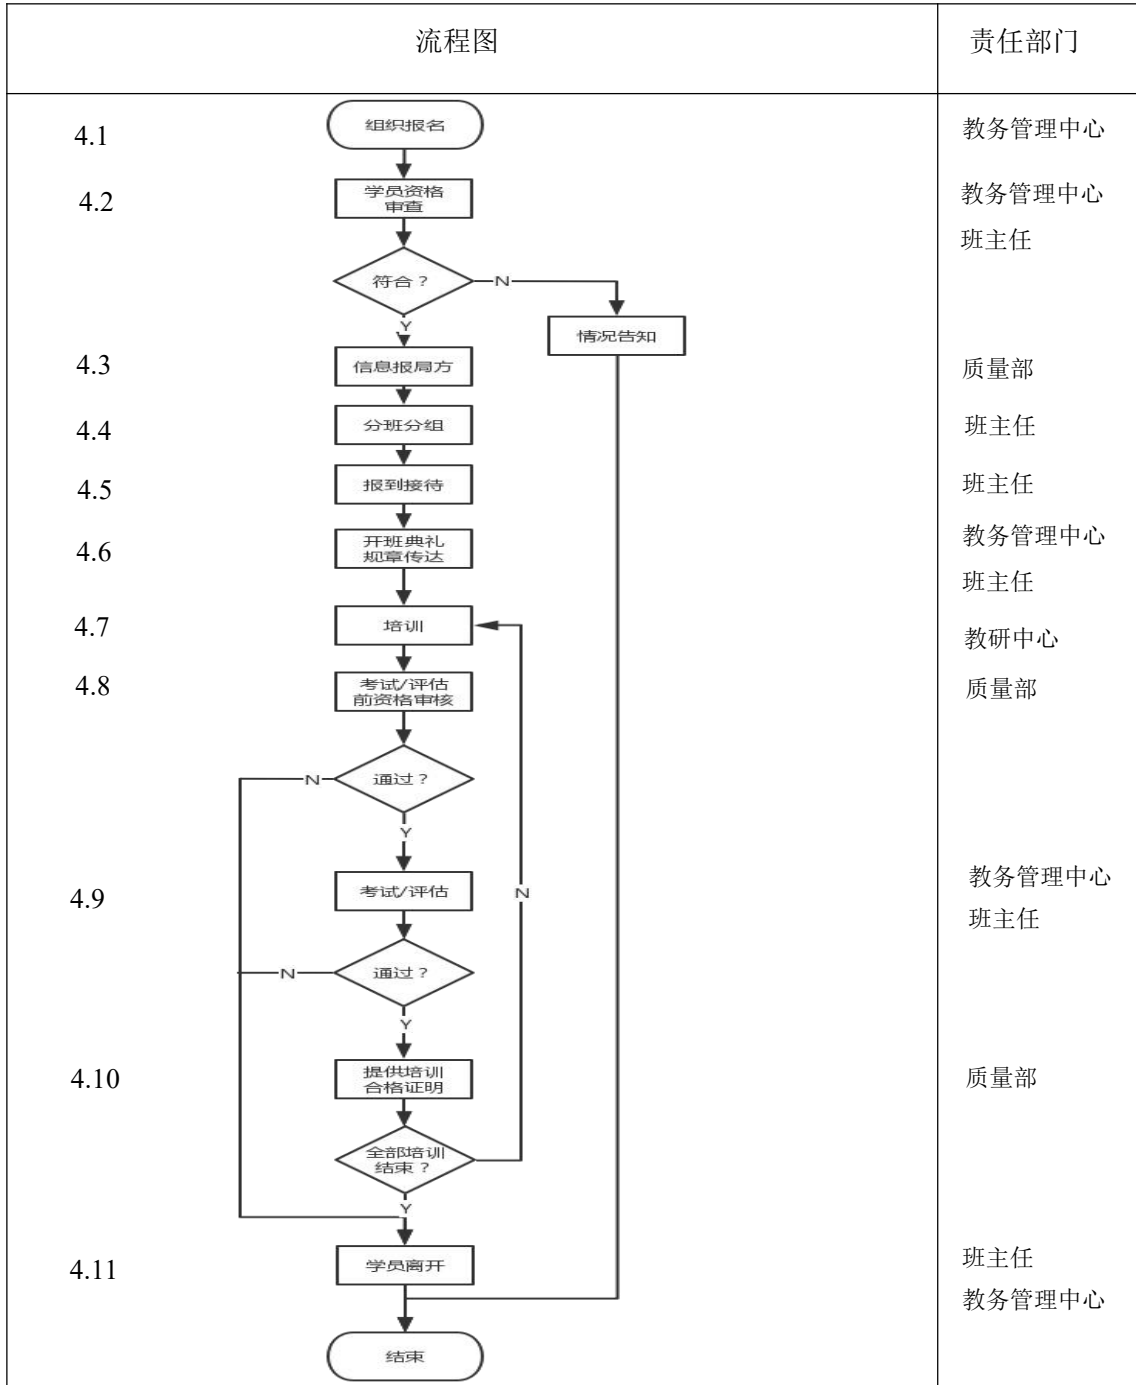 流程图
责任部门
4.1
组织报名
教务管理中心
4.2
学员资格
审查
教务管理中心
班主任
符合？
N
Y
情况告知
4.3
信息报局方
质量部
4.4
分班分组
班主任
4.5
报到接待
班主任
4.6
开班典礼
规章传达
教务管理中心
班主任
4.7
培训
教研中心
4.8
考试/评估
前资格审核
质量部
N
通过？
Y
4.9
考试/评估
N
教务管理中心
班主任
N
通过？
Y
4.10
提供培训
合格证明
质量部
全部培训
结束？
Y
4.11
学员离开
班主任
教务管理中心
结束